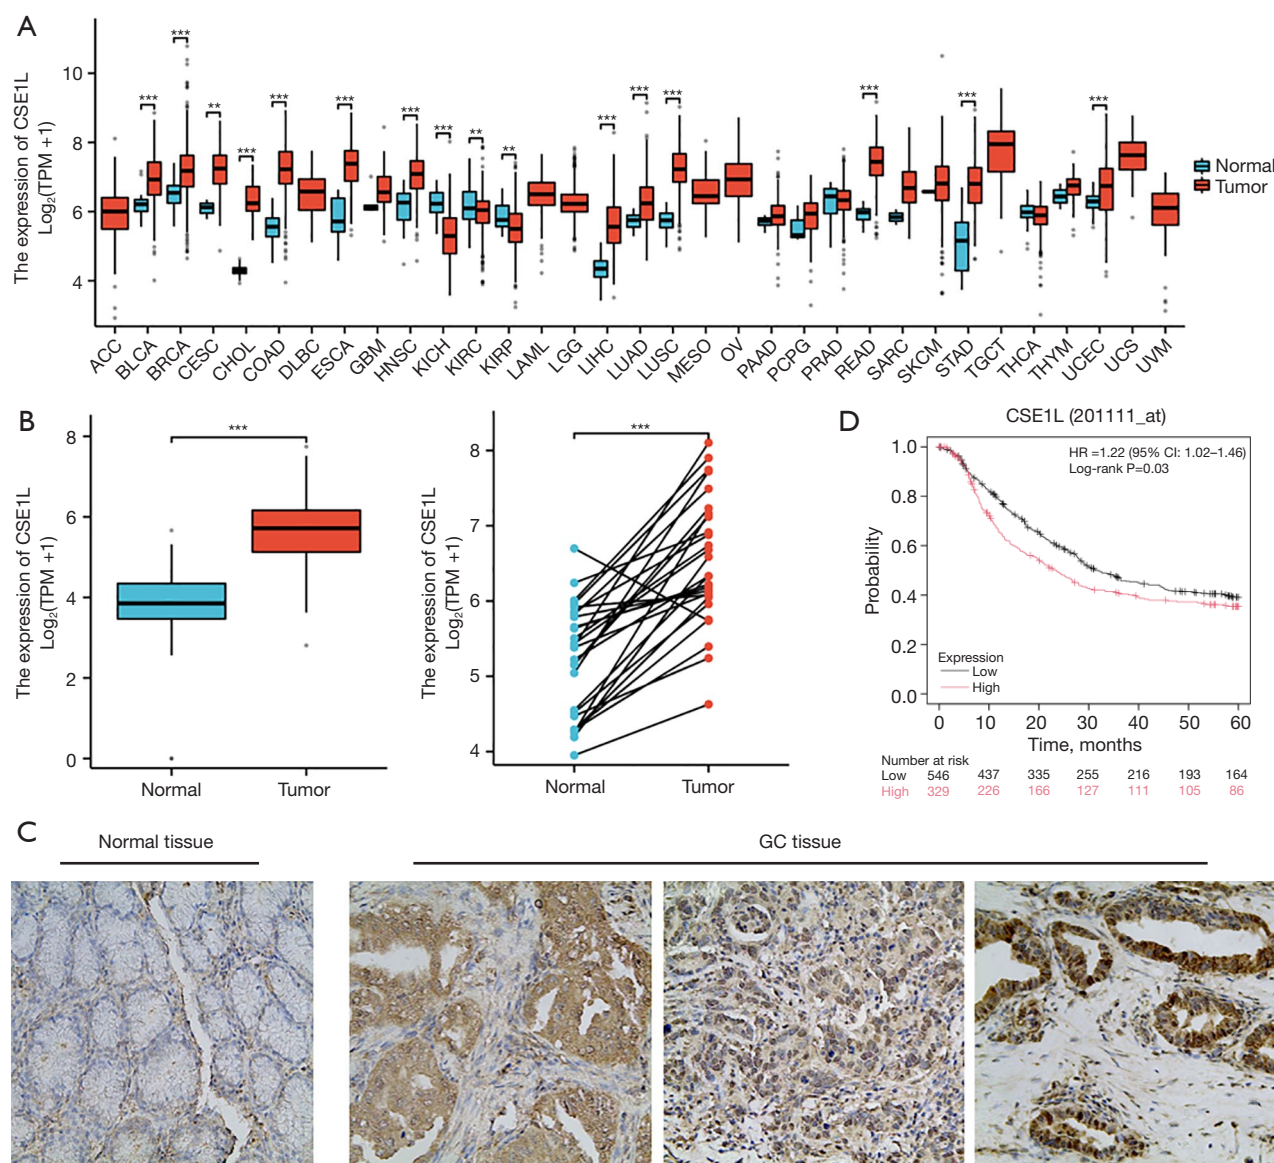 A
The expression of CSE1L
Log2(TPM +1)
10
8
6
4
***
***
**
***
***
***
***
***
**
**
***
***
***
***
***
***
Normal
Tumor
ACC
BLCA
BRCA
CESC
CHOL
COAD
DLBC
ESCA
GBM
HNSC
KICH
KIRC
KIRP
LAML
LGG
LIHC
LUAD
LUSC
MESO
OV
PAAD
PCPG
PRAD
READ
SARC
SKCM
STAD
TGCT
THCA
THYM
UCEC
UCS
UVM
B
The expression of CSE1L
Log2(TPM +1)
8
6
4
2
0
***
Normal
Tumor
The expression of CSE1L
Log2(TPM +1)
8
7
6
5
4
***
Normal
Tumor
D
CSE1L (201111_at)
HR =1.22 (95% CI: 1.02–1.46)
Log-rank P=0.03
Probability
1.0
0.8
0.6
0.4
0.2
0.0
Expression
Low
High
0 10 20 30 40 50 60
Time, months
Number at risk
Low 546 437 335 255 216 193 164
High 329 226 166 127 111 105 86
C
Normal tissue
GC tissue